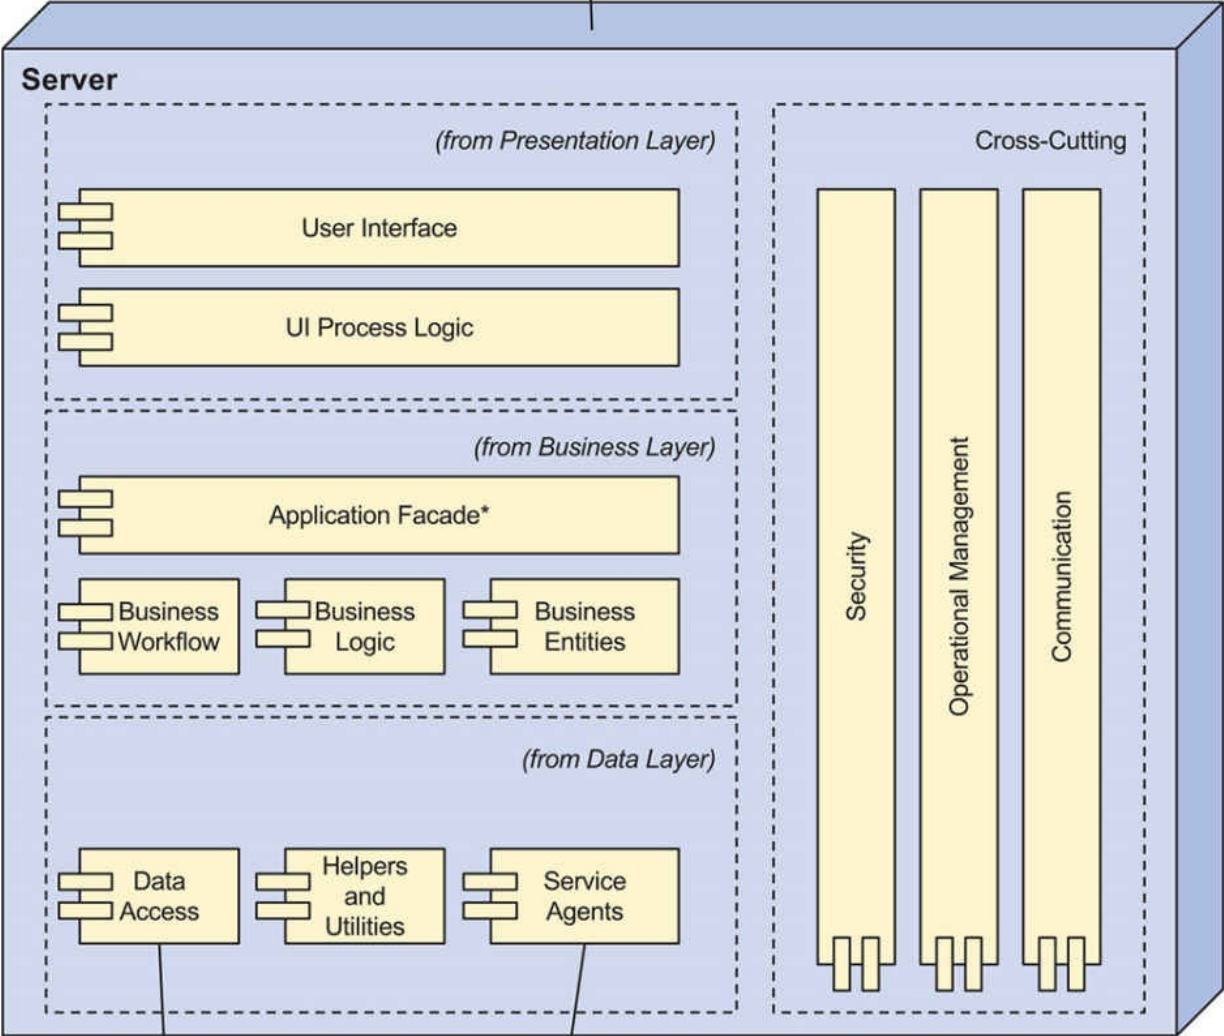 Server
(from Presentation Layer)
User Interface
UI Process Logic
(from Business Layer)
Application Facade*
Business
Workflow
Business
Logic
Business
Entities
(from Data Layer)
Data
Access
Helpers
and
Utilities
Service
Agents
Cross-Cutting
Security
Operational Management
Communication